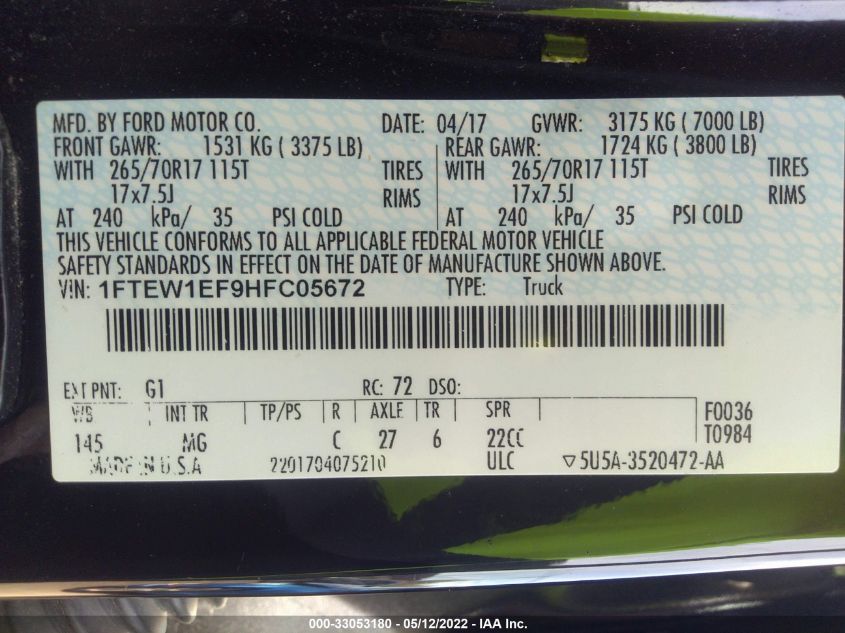 MFD. BY FORD MOTOR CO. DATE: 04/17 GVWR: 3175 KG ( 7000 LB)
FRONT GAWR: 1531 KG ( 3375 LB) REAR GAWR: 1724 KG ( 3800 LB)
WITH 265/70R17 115T TIRES WITH 265/70R17 115T TIRES
17x7.5J RIMS 17x7.5J RIMS
AT 240 kPa/ 35 PSI COLD AT 240 kPa/ 35 PSI COLD
THIS VEHICLE CONFORMS TO ALL APPLICABLE FEDERAL MOTOR VEHICLE
SAFETY STANDARDS IN EFFECT ON THE DATE OF MANUFACTURE SHOWN ABOVE.
VIN: 1FTEW1EF9HFC05672 TYPE: Truck
EXT PNT: G1 RC: 72 DSO:
WB INT TR TP/PS R AXLE TR SPR F0036
145 MG C 27 6 22CC T0984
MADE IN U.S.A 2201704075210 ULC ▽5U5A-3520472-AA
000-33053180 - 05/12/2022 - IAA Inc.